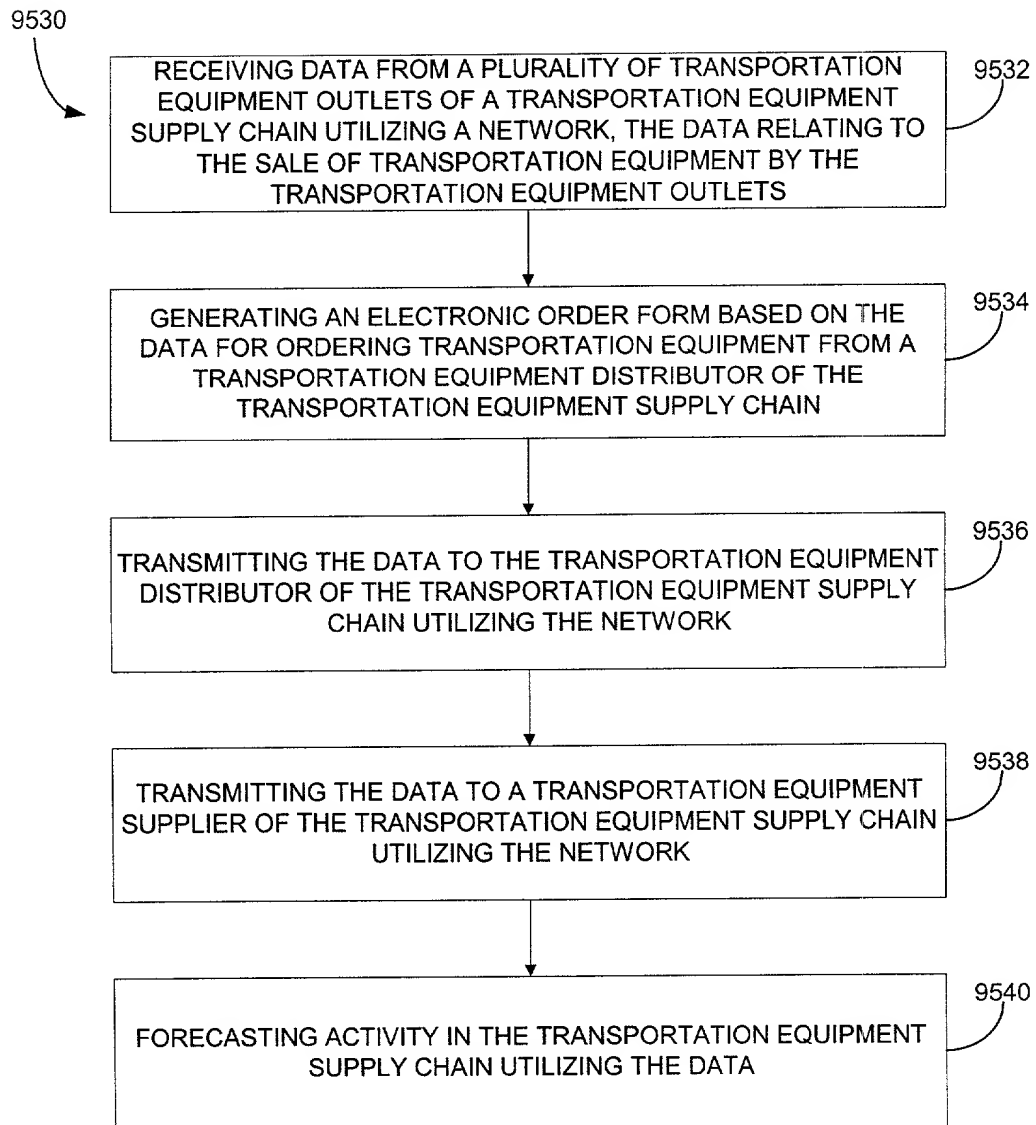 9530
RECEIVING DATA FROM A PLURALITY OF TRANSPORTATION
EQUIPMENT OUTLETS OF A TRANSPORTATION EQUIPMENT
SUPPLY CHAIN UTILIZING A NETWORK, THE DATA RELATING TO
THE SALE OF TRANSPORTATION EQUIPMENT BY THE
TRANSPORTATION EQUIPMENT OUTLETS
9532
GENERATING AN ELECTRONIC ORDER FORM BASED ON THE
DATA FOR ORDERING TRANSPORTATION EQUIPMENT FROM A
TRANSPORTATION EQUIPMENT DISTRIBUTOR OF THE
TRANSPORTATION EQUIPMENT SUPPLY CHAIN
9534
TRANSMITTING THE DATA TO THE TRANSPORTATION EQUIPMENT
DISTRIBUTOR OF THE TRANSPORTATION EQUIPMENT SUPPLY
CHAIN UTILIZING THE NETWORK
9536
TRANSMITTING THE DATA TO A TRANSPORTATION EQUIPMENT
SUPPLIER OF THE TRANSPORTATION EQUIPMENT SUPPLY CHAIN
UTILIZING THE NETWORK
9538
FORECASTING ACTIVITY IN THE TRANSPORTATION EQUIPMENT
SUPPLY CHAIN UTILIZING THE DATA
9540